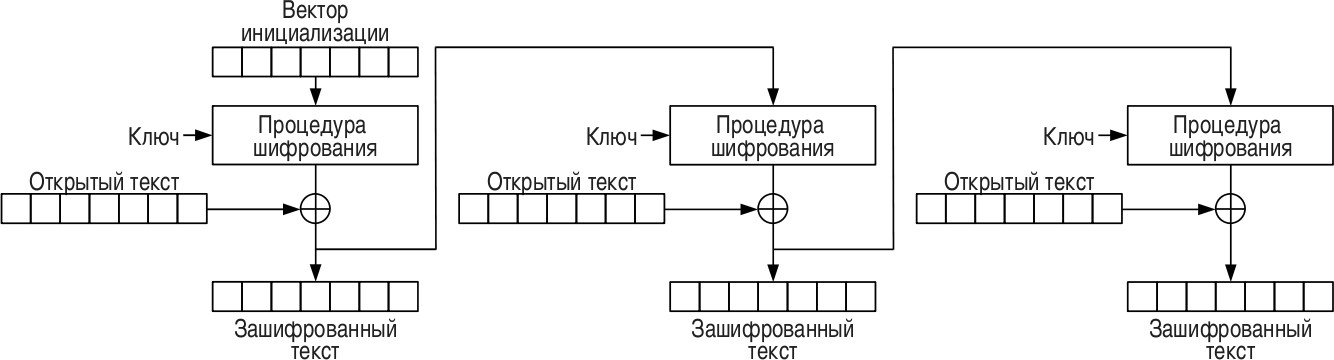 Вектор
инициализации
Ключ
Процедура
шифрования
Ключ
Процедура
шифрования
Ключ
Процедура
шифрования
Открытый текст
Открытый текст
Открытый текст
Зашифрованный
текст
Зашифрованный
текст
Зашифрованный
текст